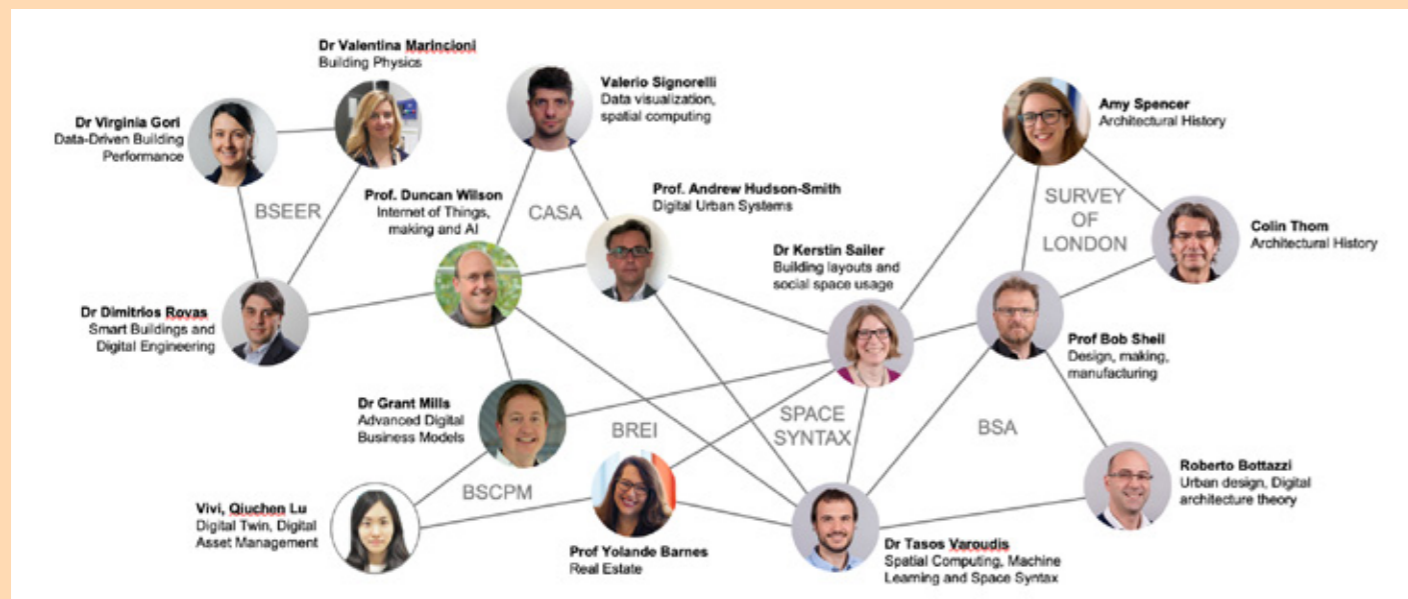 Dr Valentina Marincioni
Building Physics
Dr Virginia Gori
Data-Driven Building
Performance
BSEER
Valerio Signorelli
Data visualization,
spatial computing
Prof. Duncan Wilson
Internet of Things,
making and AI
CASA
Prof. Andrew Hudson-Smith
Digital Urban Systems
Amy Spencer
Architectural History
SURVEY
OF
LONDON
Colin Thom
Architectural History
Dr Kerstin Sailer
Building layouts and
social space usage
Dr Dimitrios Rovas
Smart Buildings and
Digital Engineering
Prof Bob Sheil
Design, making,
manufacturing
Dr Grant Mills
Advanced Digital
Business Models
BREI
SPACE
SYNTAX
BSA
BSCPM
Vivi, Qiuchen Lu
Digital Twin, Digital
Asset Management
Prof Yolande Barnes
Real Estate
Dr Tasos Varoudis
Spatial Computing, Machine
Learning and Space Syntax
Roberto Bottazzi
Urban design, Digital
architecture theory